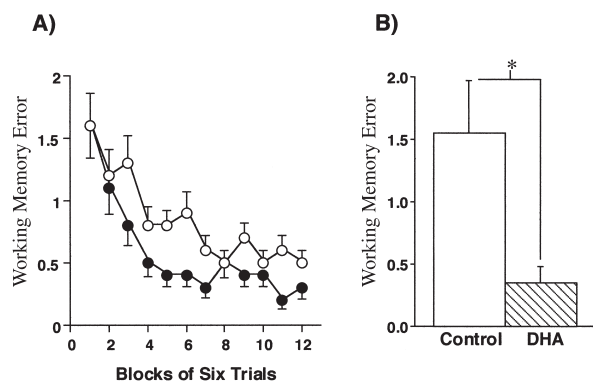 A)
Working Memory Error
2
1.5
1
0.5
0
0 2 4 6 8 10 12
Blocks of Six Trials
B)
Working Memory Error
2.0
1.5
1.0
0.5
0.0
*
Control DHA